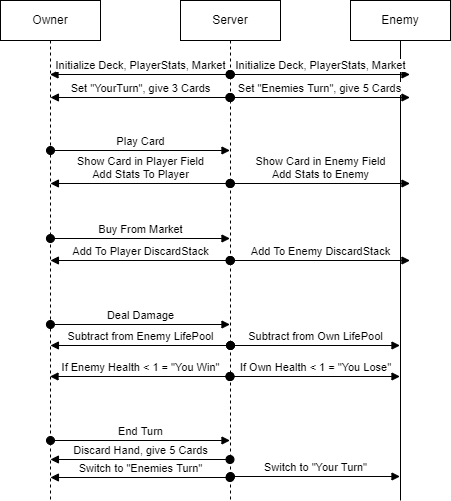 Owner
Server
Enemy
Initialize Deck, PlayerStats, Market
Initialize Deck, PlayerStats, Market
Set "YourTurn", give 3 Cards
Set "Enemies Turn", give 5 Cards
Play Card
Show Card in Player Field
Add Stats To Player
Show Card in Enemy Field
Add Stats to Enemy
Buy From Market
Add To Player DiscardStack
Add To Enemy DiscardStack
Deal Damage
Subtract from Enemy LifePool
Subtract from Own LifePool
If Enemy Health < 1 = "You Win"
If Own Health < 1 = "You Lose"
End Turn
Discard Hand, give 5 Cards
Switch to "Enemies Turn"
Switch to "Your Turn"